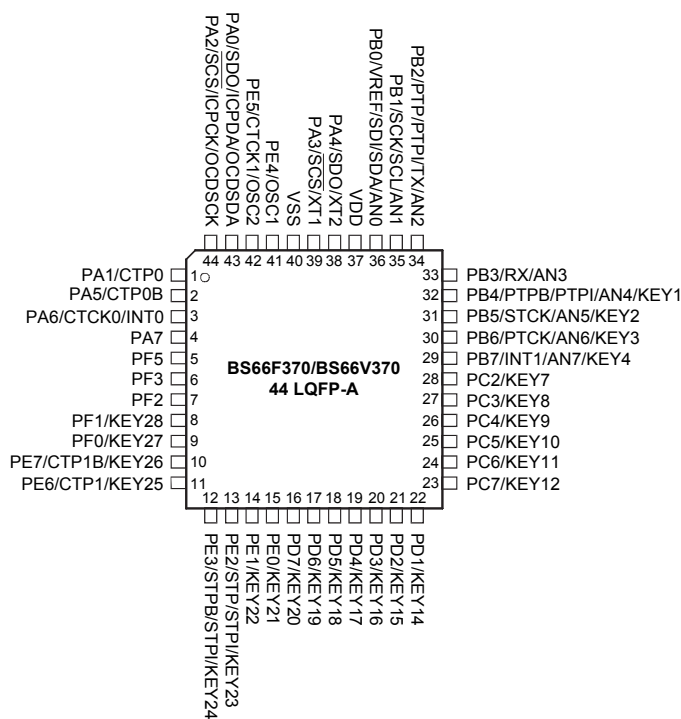 PA2/SCS/ICPCK/OCDSCK
PA0/SDO/ICPDA/OCDSDA
PE5/CTCK1/OSC2
PE4/OSC1
VSS
PA3/SCS/XT1
PA4/SDO/XT2
VDD
PB0/VREF/SDI/SDA/AN0
PB1/SCK/SCL/AN1
PB2/PTP/PTPI/TX/AN2
44 43 42 41 40 39 38 37 36 35 34
PA1/CTP0 1
PA5/CTP0B 2
PA6/CTCK0/INT0 3
PA7 4
PF5 5
PF3 6
PF2 7
PF1/KEY28 8
PF0/KEY27 9
PE7/CTP1B/KEY26 10
PE6/CTP1/KEY25 11
BS66F370/BS66V370
44 LQFP-A
33 PB3/RX/AN3
32 PB4/PTPB/PTPI/AN4/KEY1
31 PB5/STCK/AN5/KEY2
30 PB6/PTCK/AN6/KEY3
29 PB7/INT1/AN7/KEY4
28 PC2/KEY7
27 PC3/KEY8
26 PC4/KEY9
25 PC5/KEY10
24 PC6/KEY11
23 PC7/KEY12
12 13 14 15 16 17 18 19 20 21 22
PE3/STPB/STPI/KEY24
PE2/STP/STPI/KEY23
PE1/KEY22
PE0/KEY21
PD7/KEY20
PD6/KEY19
PD5/KEY18
PD4/KEY17
PD3/KEY16
PD2/KEY15
PD1/KEY14